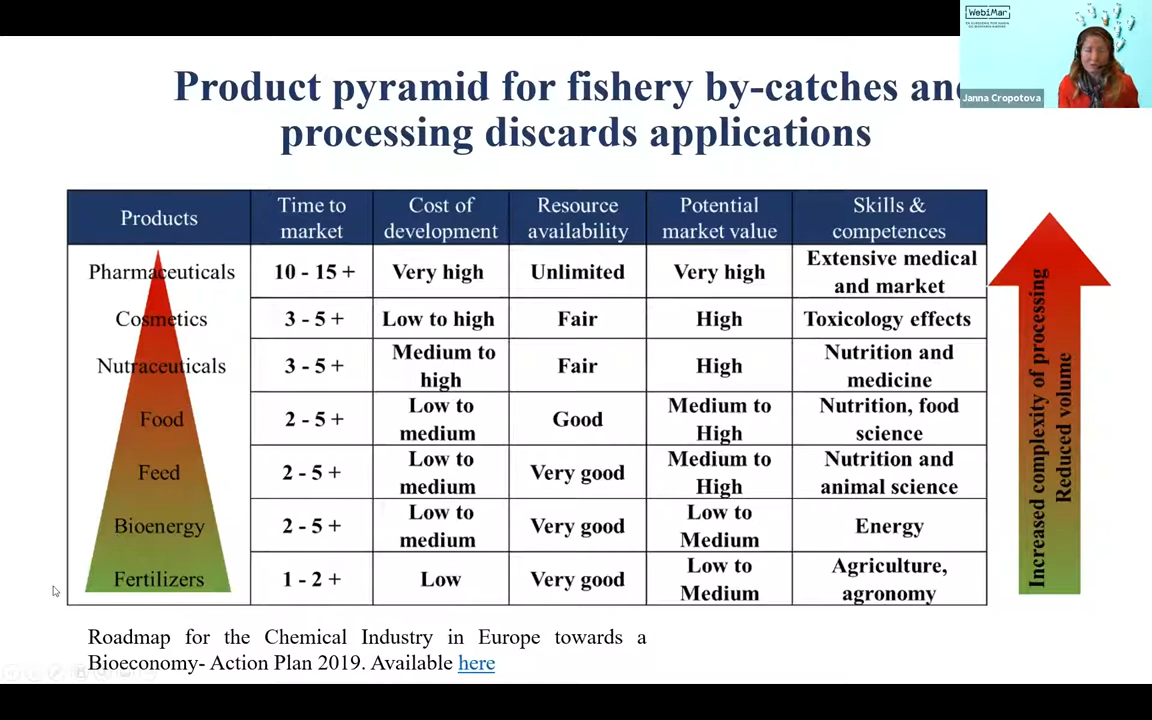 WebiMar
Janna Cropotova
Product pyramid for fishery by-catches and
processing discards applications
Products
Time to
market
Cost of
development
Resource
availability
Potential
market value
Skills &
competences
Pharmaceuticals
10 - 15 +
Very high
Unlimited
Very high
Extensive medical
and market
Cosmetics
3 - 5 +
Low to high
Fair
High
Toxicology effects
Nutraceuticals
3 - 5 +
Medium to
high
Fair
High
Nutrition and
medicine
Food
2 - 5 +
Low to
medium
Good
Medium to
High
Nutrition, food
science
Feed
2 - 5 +
Low to
medium
Very good
Medium to
High
Nutrition and
animal science
Bioenergy
2 - 5 +
Low to
medium
Very good
Low to
Medium
Energy
Fertilizers
1 - 2 +
Low
Very good
Low to
Medium
Agriculture,
agronomy
Increased complexity of processing
Reduced volume
Roadmap for the Chemical Industry in Europe towards a
Bioeconomy- Action Plan 2019. Available here